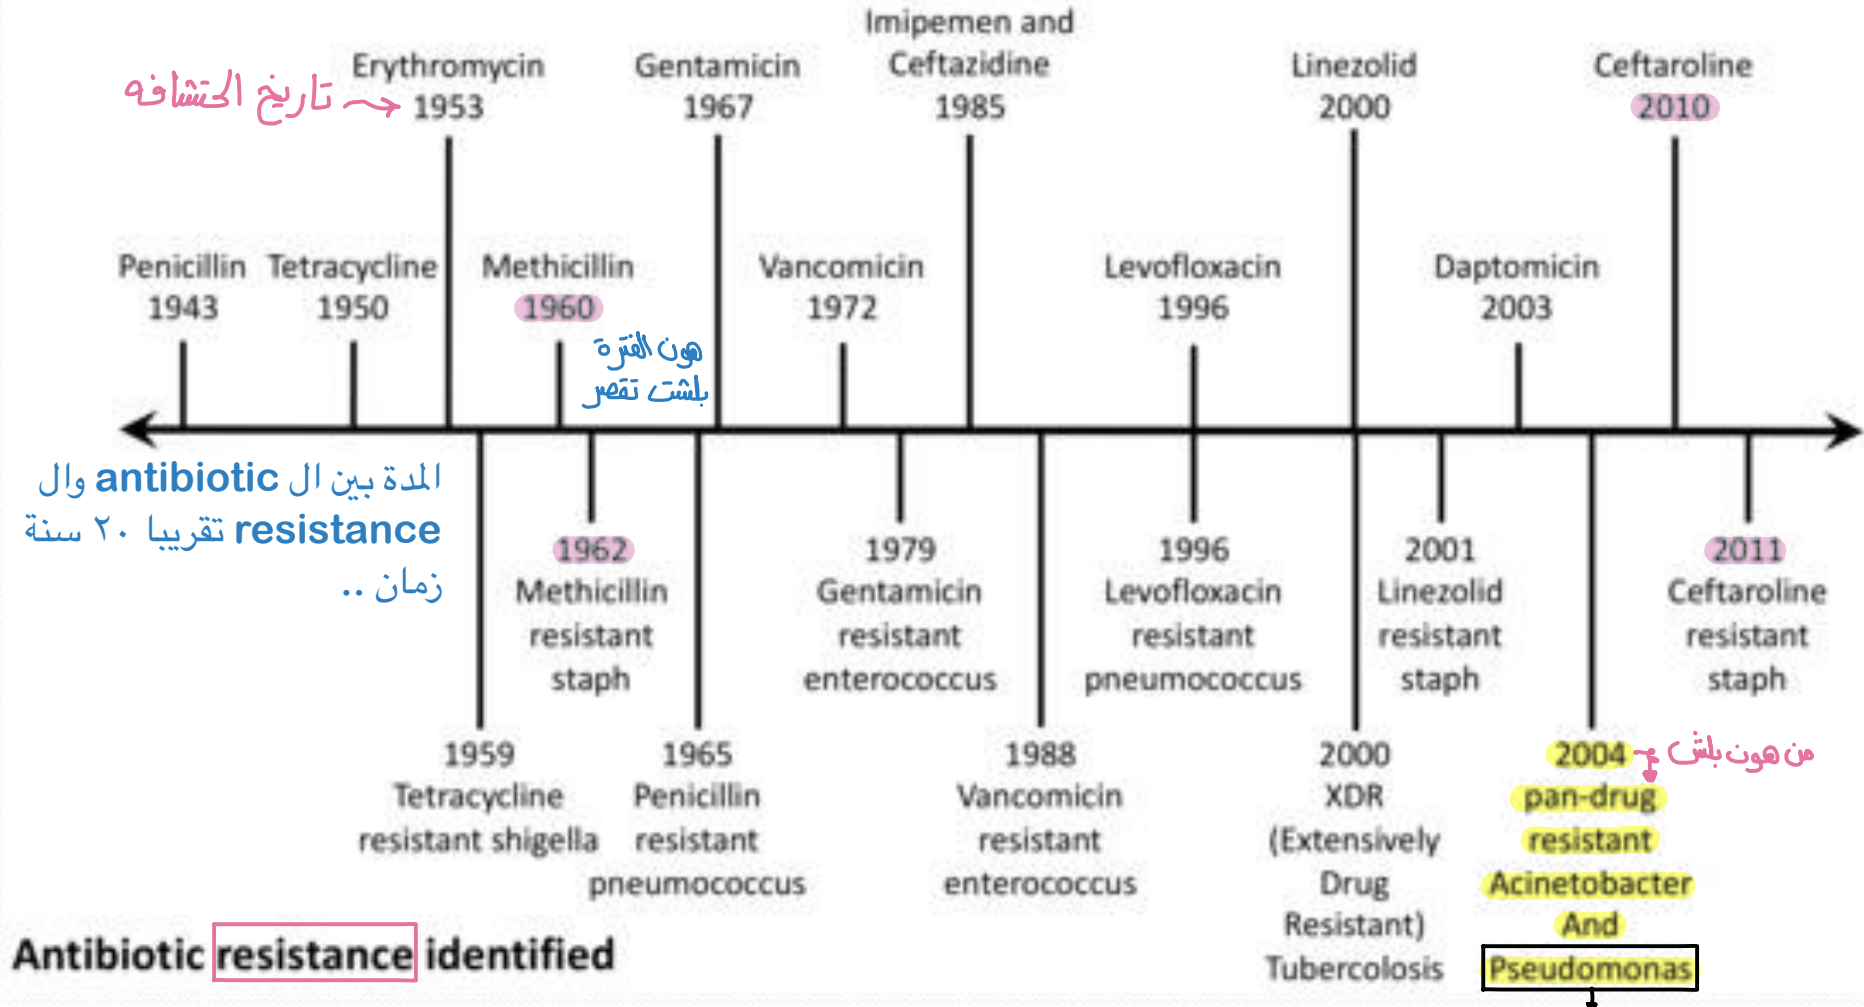 Imipemen and
Ceftazidine
1985
Erythromycin
1953
تاريخ اكتشافه
Gentamicin
1967
Linezolid
2000
Ceftaroline
2010
Penicillin
1943
Tetracycline
1950
Methicillin
1960
هون الفترة
بلشت تقصر
Vancomicin
1972
Levofloxacin
1996
Daptomicin
2003
المدة بين ال antibiotic وال
resistance تقريبا ٢٠ سنة
زمان ..
1962
Methicillin
resistant
staph
1979
Gentamicin
resistant
enterococcus
1996
Levofloxacin
resistant
pneumococcus
2001
Linezolid
resistant
staph
2011
Ceftaroline
resistant
staph
1959
Tetracycline
resistant shigella
1965
Penicillin
resistant
pneumococcus
1988
Vancomicin
resistant
enterococcus
2000
XDR
(Extensively
Drug
Resistant)
Tubercolosis
2004
من هون بلش
pan-drug
resistant
Acinetobacter
And
Pseudomonas
Antibiotic resistance identified